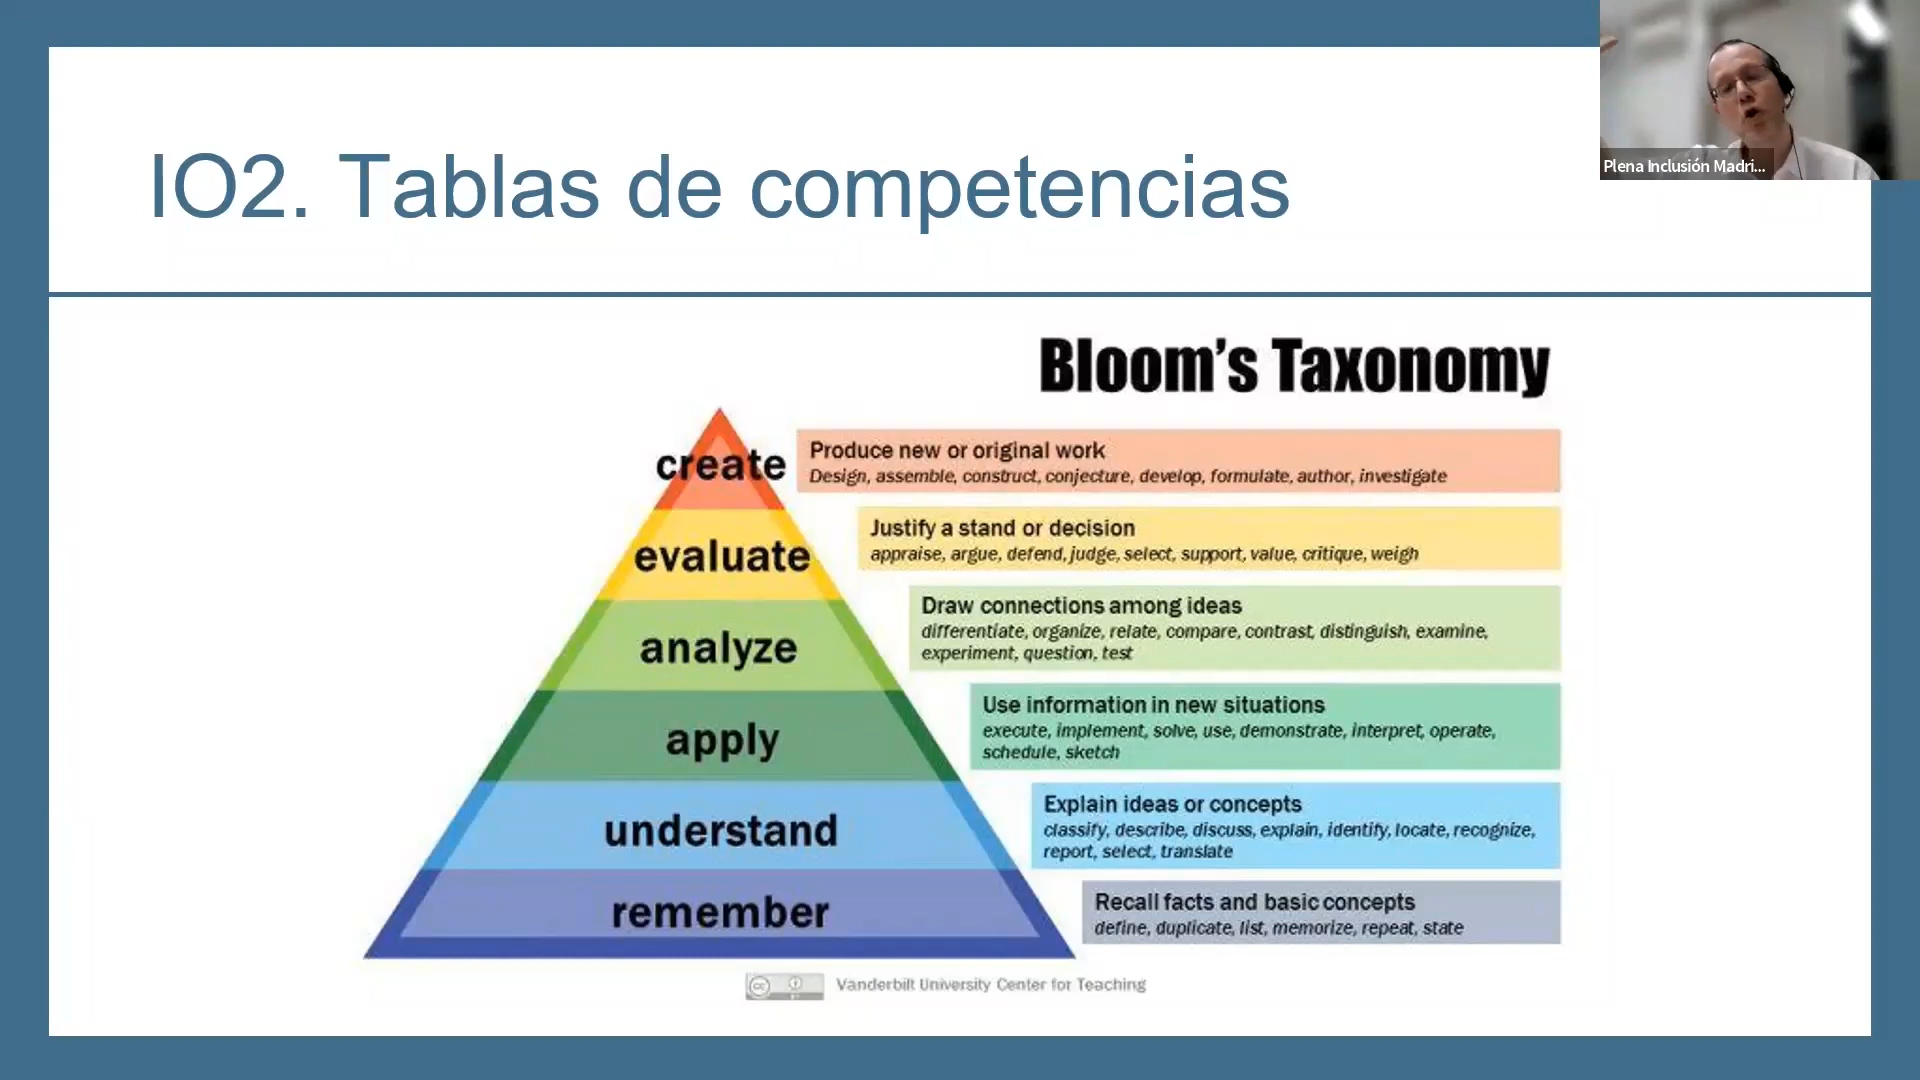 IO2. Tablas de competencias
Plena Inclusión Madri...
Bloom's Taxonomy
create
Produce new or original work
Design, assemble, construct, conjecture, develop, formulate, author, investigate
evaluate
Justify a stand or decision
appraise, argue, defend, judge, select, support, value, critique, weigh
analyze
Draw connections among ideas
differentiate, organize, relate, compare, contrast, distinguish, examine,
experiment, question, test
apply
Use information in new situations
execute, implement, solve, use, demonstrate, interpret, operate,
schedule, sketch
understand
Explain ideas or concepts
classify, describe, discuss, explain, identify, locate, recognize,
report, select, translate
remember
Recall facts and basic concepts
define, duplicate, list, memorize, repeat, state
cc
Vanderbilt University Center for Teaching